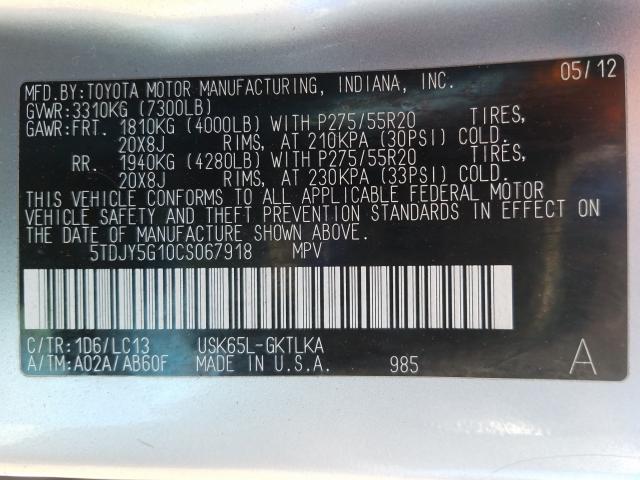 MFD.BY:TOYOTA MOTOR MANUFACTURING, INDIANA, INC. 05/12
GVWR:3310KG (7300LB)
GAWR:FRT. 1810KG (4000LB) WITH P275/55R20 TIRES,
20X8J RIMS, AT 210KPA (30PSI) COLD.
RR. 1940KG (4280LB) WITH P275/55R20 TIRES,
20X8J RIMS, AT 230KPA (33PSI) COLD.
THIS VEHICLE CONFORMS TO ALL APPLICABLE FEDERAL MOTOR
VEHICLE SAFETY AND THEFT PREVENTION STANDARDS IN EFFECT ON
THE DATE OF MANUFACTURE SHOWN ABOVE.
5TDJY5G10CS067918 MPV
C/TR:1D6/LC13 USK65L-GKTLKA
A/TM:A02A/AB60F MADE IN U.S.A. 985 A